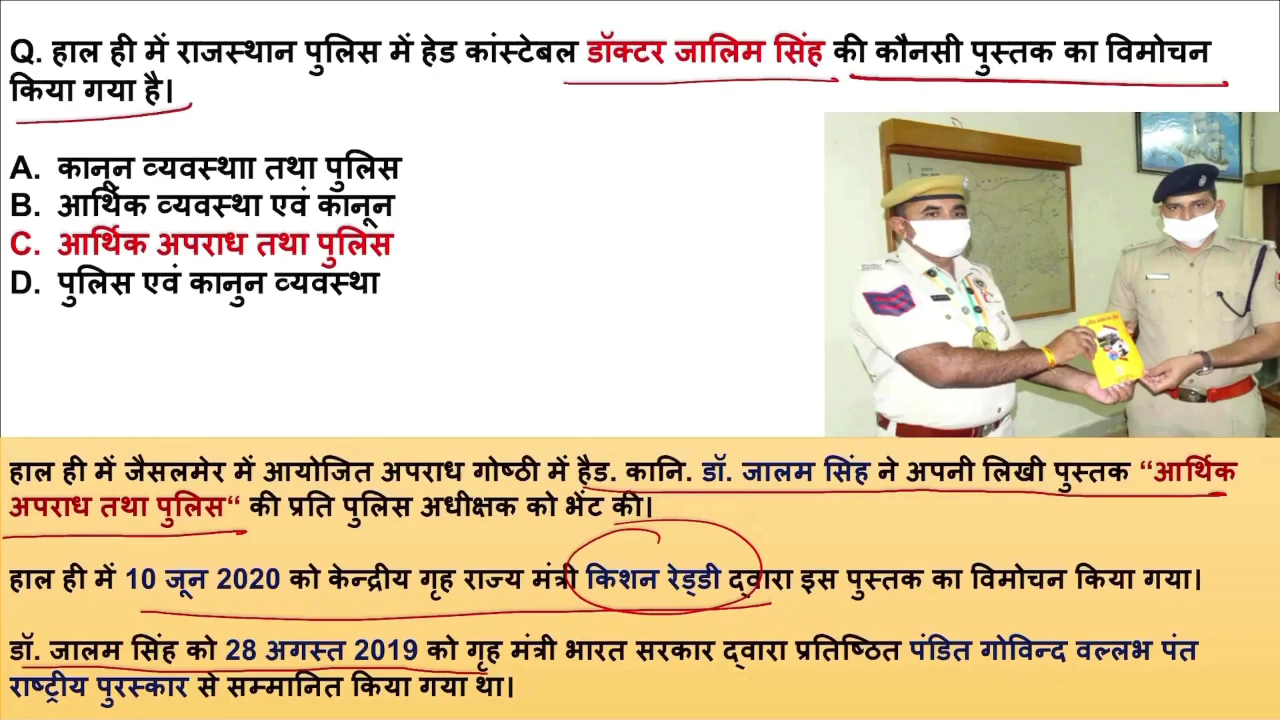 Q. हाल ही में राजस्थान पुलिस में हेड कांस्टेबल डॉक्टर जालिम सिंह की कौनसी पुस्तक का विमोचन
किया गया है।
A. कानून व्यवस्थाा तथा पुलिस
B. आर्थिक व्यवस्था एवं कानून
C. आर्थिक अपराध तथा पुलिस
D. पुलिस एवं कानुन व्यवस्था
हाल ही में जैसलमेर में आयोजित अपराध गोष्ठी में हैड. कानि. डॉ. जालम सिंह ने अपनी लिखी पुस्तक “आर्थिक
अपराध तथा पुलिस“ की प्रति पुलिस अधीक्षक को भेंट की।
हाल ही में 10 जून 2020 को केन्द्रीय गृह राज्य मंत्री किशन रेड्डी द्वारा इस पुस्तक का विमोचन किया गया।
डॉ. जालम सिंह को 28 अगस्त 2019 को गृह मंत्री भारत सरकार द्वारा प्रतिष्ठित पंडित गोविन्द वल्लभ पंत
राष्ट्रीय पुरस्कार से सम्मानित किया गया था।